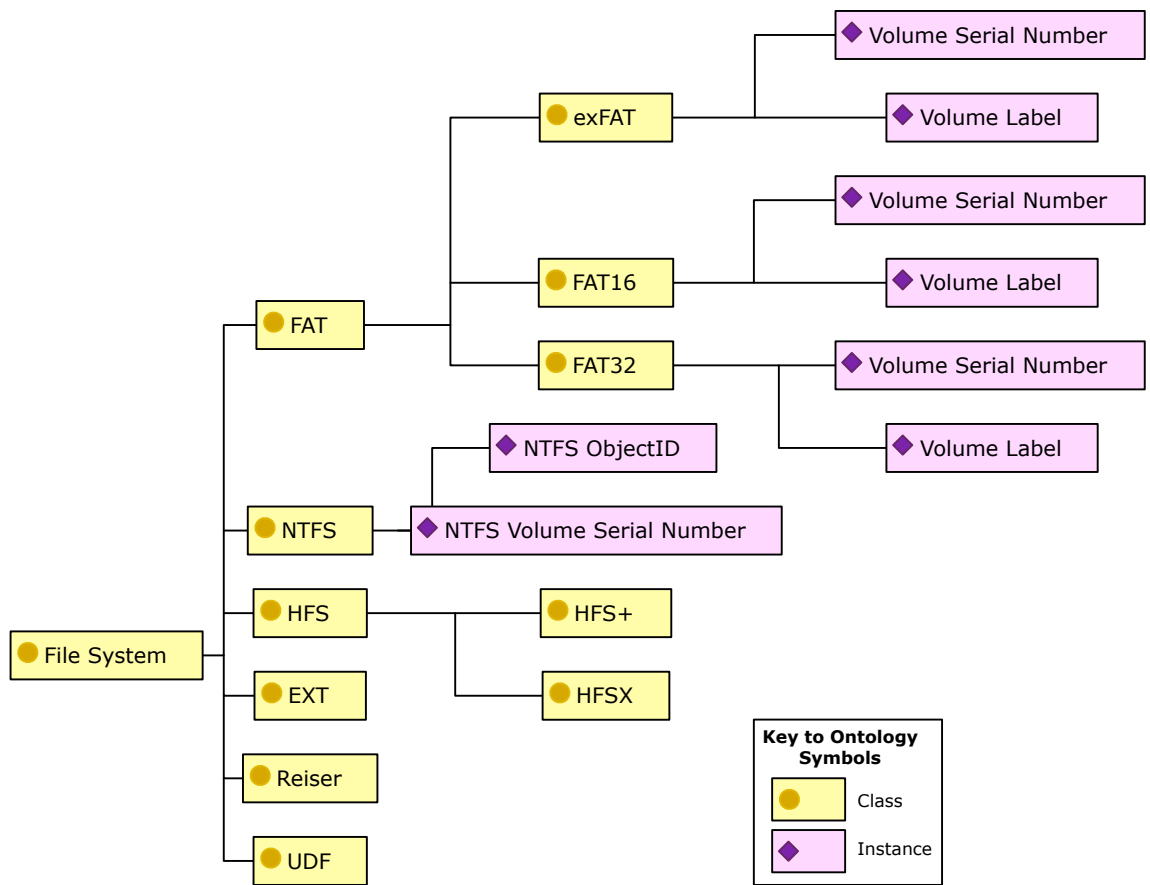 Volume Serial Number
exFAT
Volume Label
Volume Serial Number
FAT16
Volume Label
FAT
FAT32
Volume Serial Number
Volume Label
NTFS ObjectID
NTFS
NTFS Volume Serial Number
HFS
HFS+
File System
EXT
HFSX
Reiser
UDF
Key to Ontology
Symbols
Class
Instance